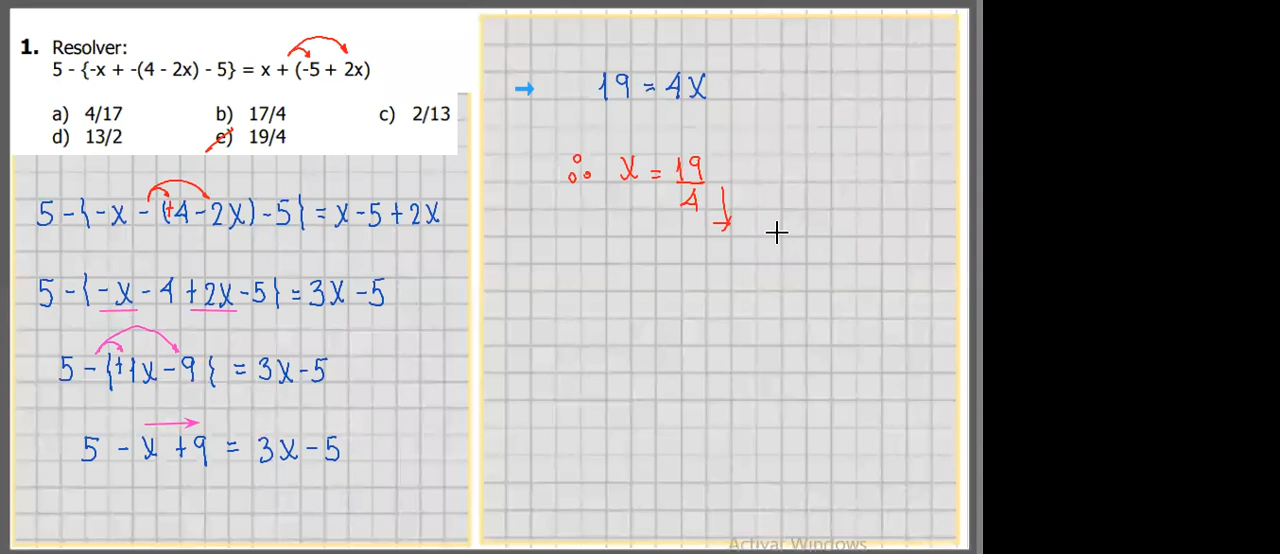 1. Resolver:
5 - {-x + -(4 - 2x) - 5} = x + (-5 + 2x)
a) 4/17 b) 17/4 c) 2/13
d) 13/2 e) 19/4
5 - { -x - (+4 - 2x) - 5} = x - 5 + 2x
5 - { -x - 4 + 2x - 5} = 3x - 5
5 - {+1x - 9} = 3x - 5
5 - x + 9 = 3x - 5
→ 19 = 4x
∴ x = 19/4
Activar Windows